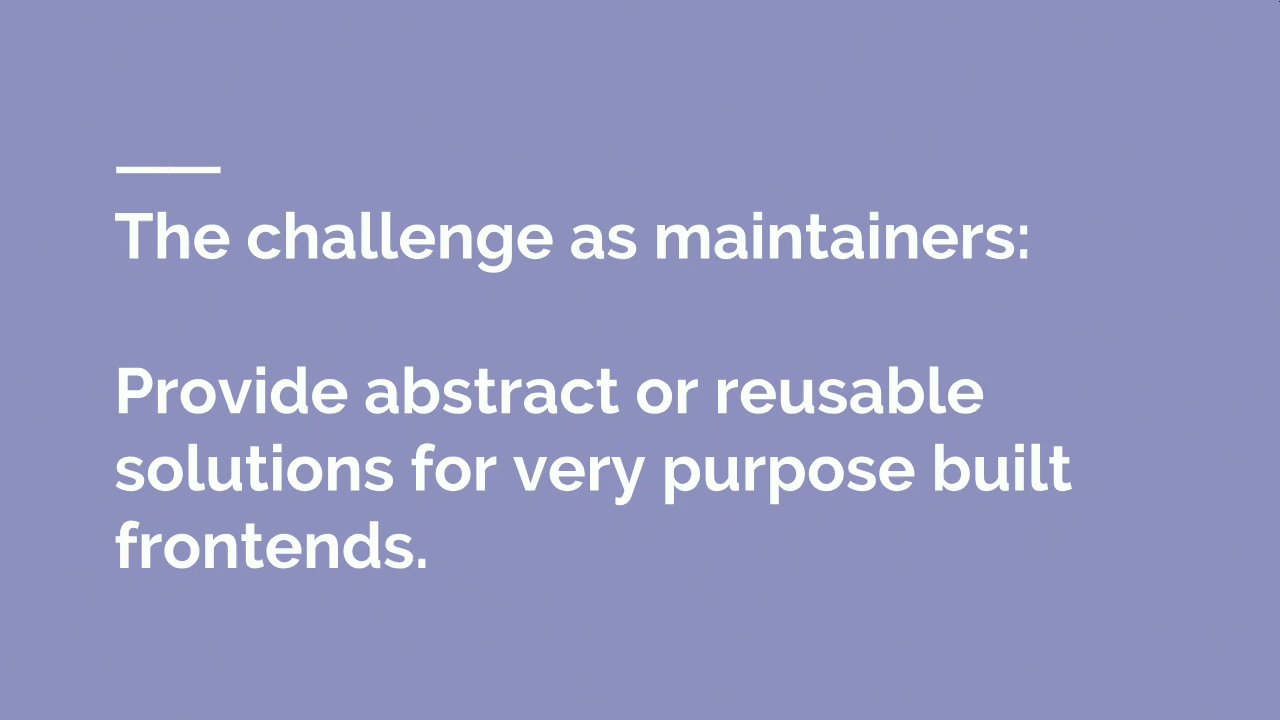 The challenge as maintainers:
Provide abstract or reusable
solutions for very purpose built
frontends.